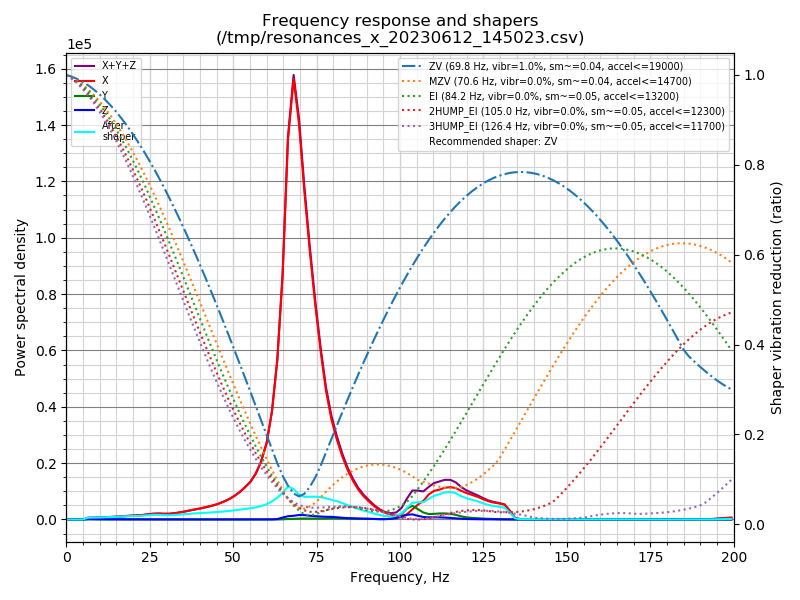 Frequency response and shapers
(/tmp/resonances_x_20230612_145023.csv)
1e5
X+Y+Z
X
Y
Z
After
shaper
ZV (69.8 Hz, vibr=1.0%, sm~=0.04, accel<=19000)
MZV (70.6 Hz, vibr=0.0%, sm~=0.04, accel<=14700)
EI (84.2 Hz, vibr=0.0%, sm~=0.05, accel<=13200)
2HUMP_EI (105.0 Hz, vibr=0.0%, sm~=0.05, accel<=12300)
3HUMP_EI (126.4 Hz, vibr=0.0%, sm~=0.05, accel<=11700)
Recommended shaper: ZV
Power spectral density
1.6
1.4
1.2
1.0
0.8
0.6
0.4
0.2
0.0
1.0
0.8
0.6
0.4
0.2
0.0
Shaper vibration reduction (ratio)
0 25 50 75 100 125 150 175 200
Frequency, Hz